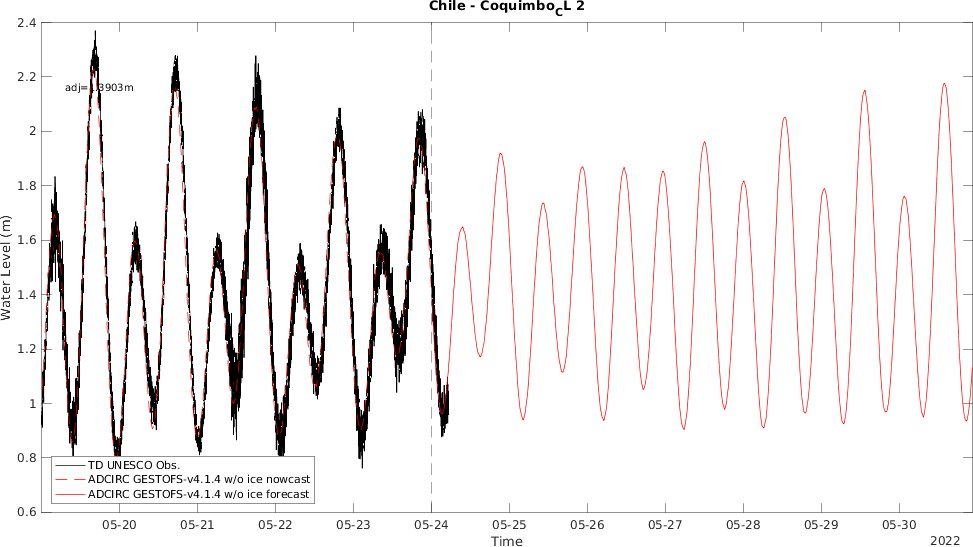 Chile - Coquimbo_CL 2
2.4
2.2
2
1.8
1.6
1.4
1.2
1
0.8
0.6
Water Level (m)
adj=1.3903m
TD UNESCO Obs.
ADCIRC GESTOFS-v4.1.4 w/o ice nowcast
ADCIRC GESTOFS-v4.1.4 w/o ice forecast
05-20 05-21 05-22 05-23 05-24 05-25 05-26 05-27 05-28 05-29 05-30
Time
2022